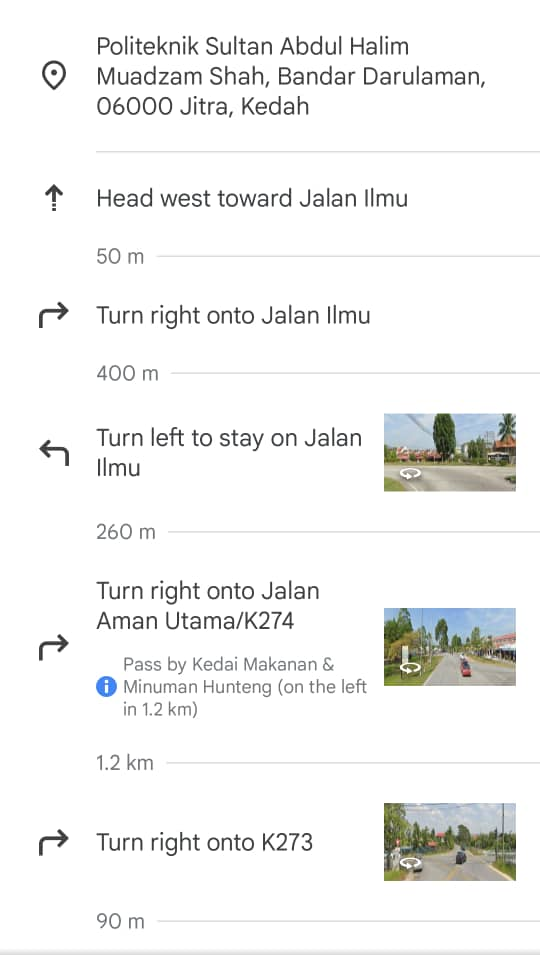 Politeknik Sultan Abdul Halim
Muadzam Shah, Bandar Darulaman,
06000 Jitra, Kedah
Head west toward Jalan Ilmu
50 m
Turn right onto Jalan Ilmu
400 m
Turn left to stay on Jalan
Ilmu
260 m
Turn right onto Jalan
Aman Utama/K274
Pass by Kedai Makanan &
Minuman Hunteng (on the left
in 1.2 km)
1.2 km
Turn right onto K273
90 m